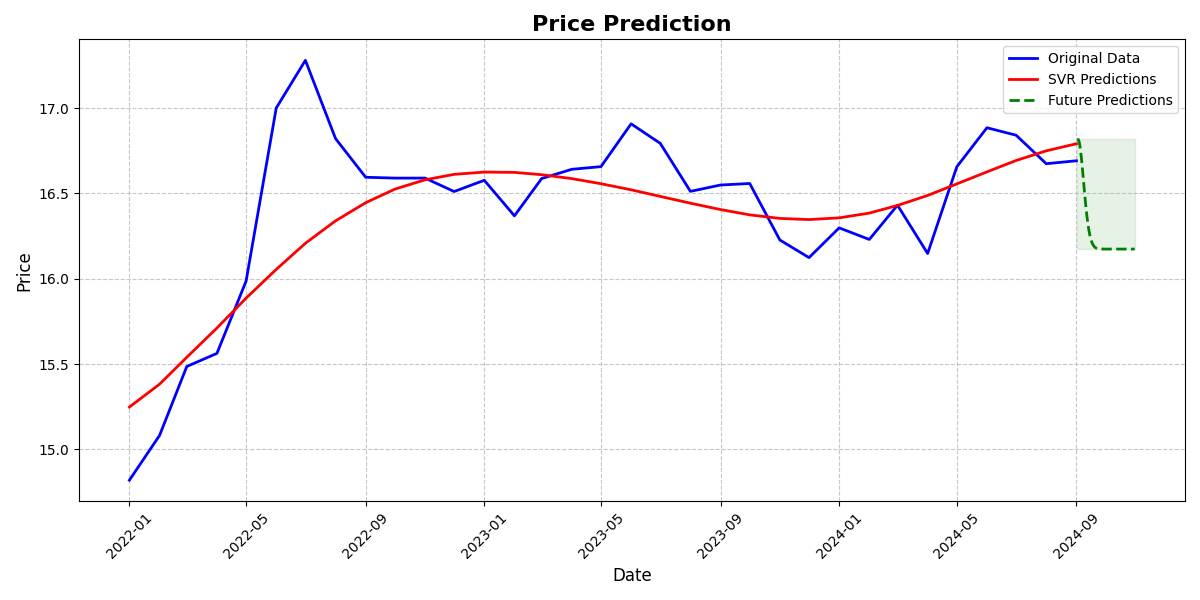 Price Prediction
Original Data
SVR Predictions
Future Predictions
Price
17.0
16.5
16.0
15.5
15.0
2022-01
2022-05
2022-09
2023-01
2023-05
2023-09
2024-01
2024-05
2024-09
Date